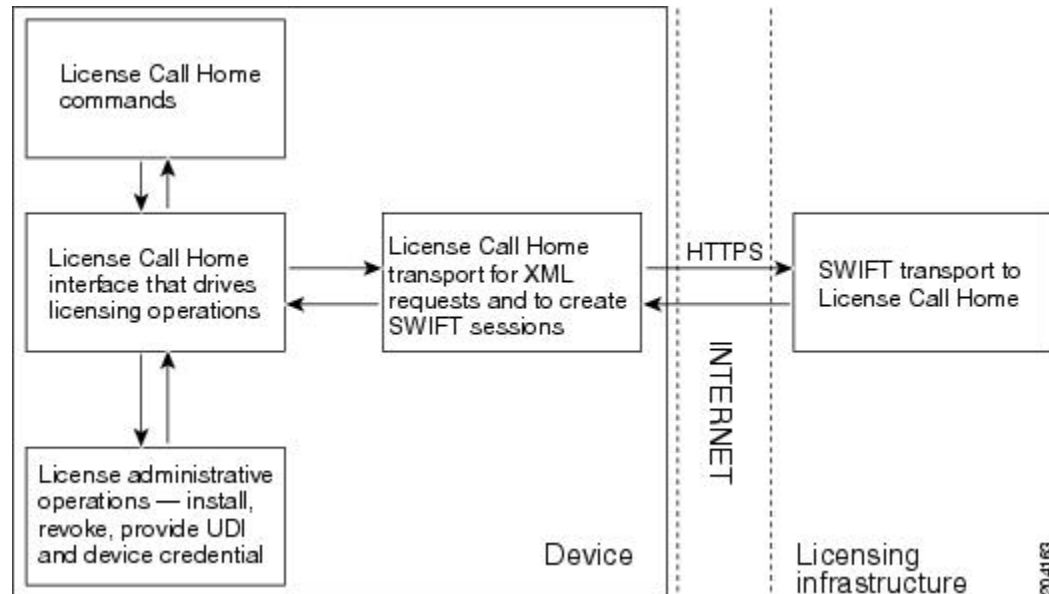 License Call Home
commands
License Call Home
interface that drives
licensing operations
License Call Home
transport for XML
requests and to create
SWIFT sessions
HTTPS
SWIFT transport to
License Call Home
INTERNET
License administrative
operations — install,
revoke, provide UDI
and device credential
Device
Licensing
infrastructure
204163